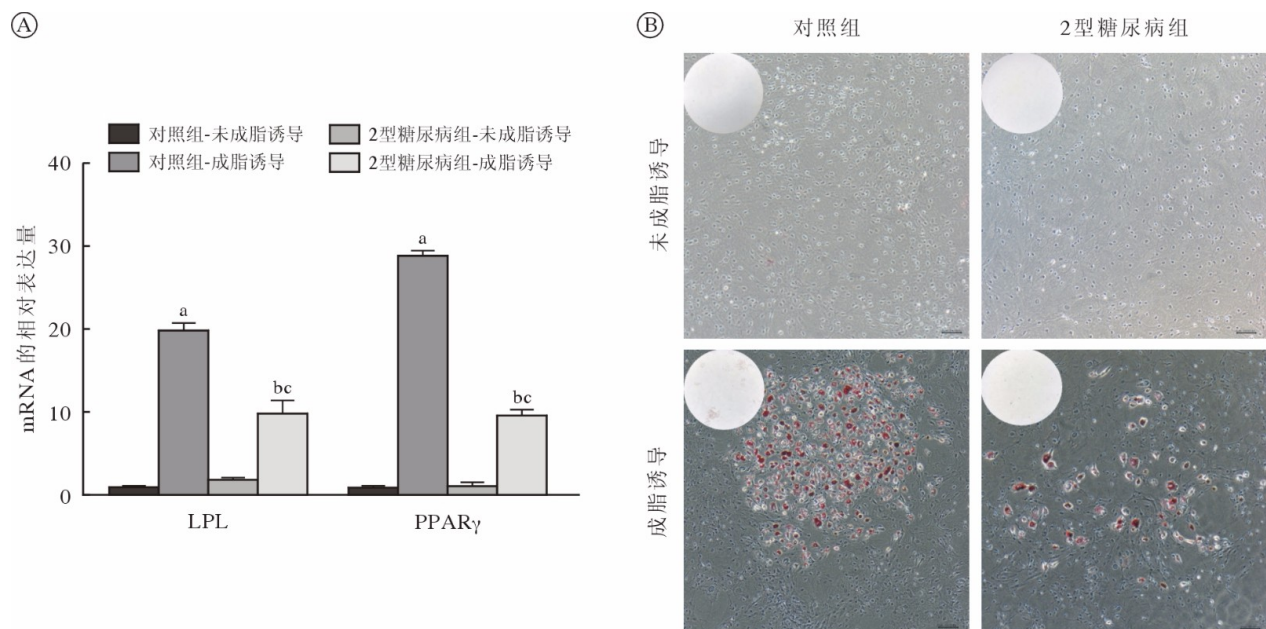 A
对照组-未成脂诱导
2型糖尿病组-未成脂诱导
对照组-成脂诱导
2型糖尿病组-成脂诱导
mRNA的相对表达量
40
30
20
10
0
a
bc
a
bc
LPL
PPARγ
B
对照组
2型糖尿病组
未成脂诱导
成脂诱导